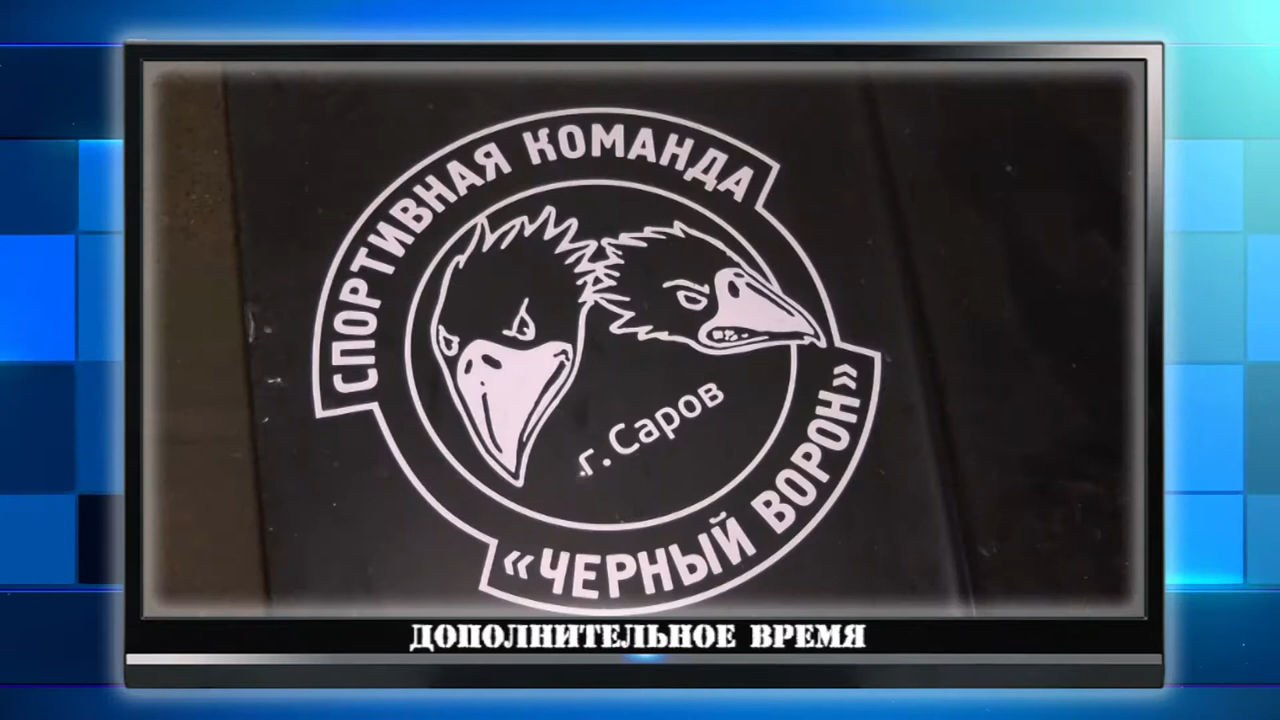 СПОРТИВНАЯ КОМАНДА
г. Саров
«ЧЕРНЫЙ ВОРОН»
ДОПОЛНИТЕЛЬНОЕ ВРЕМЯ